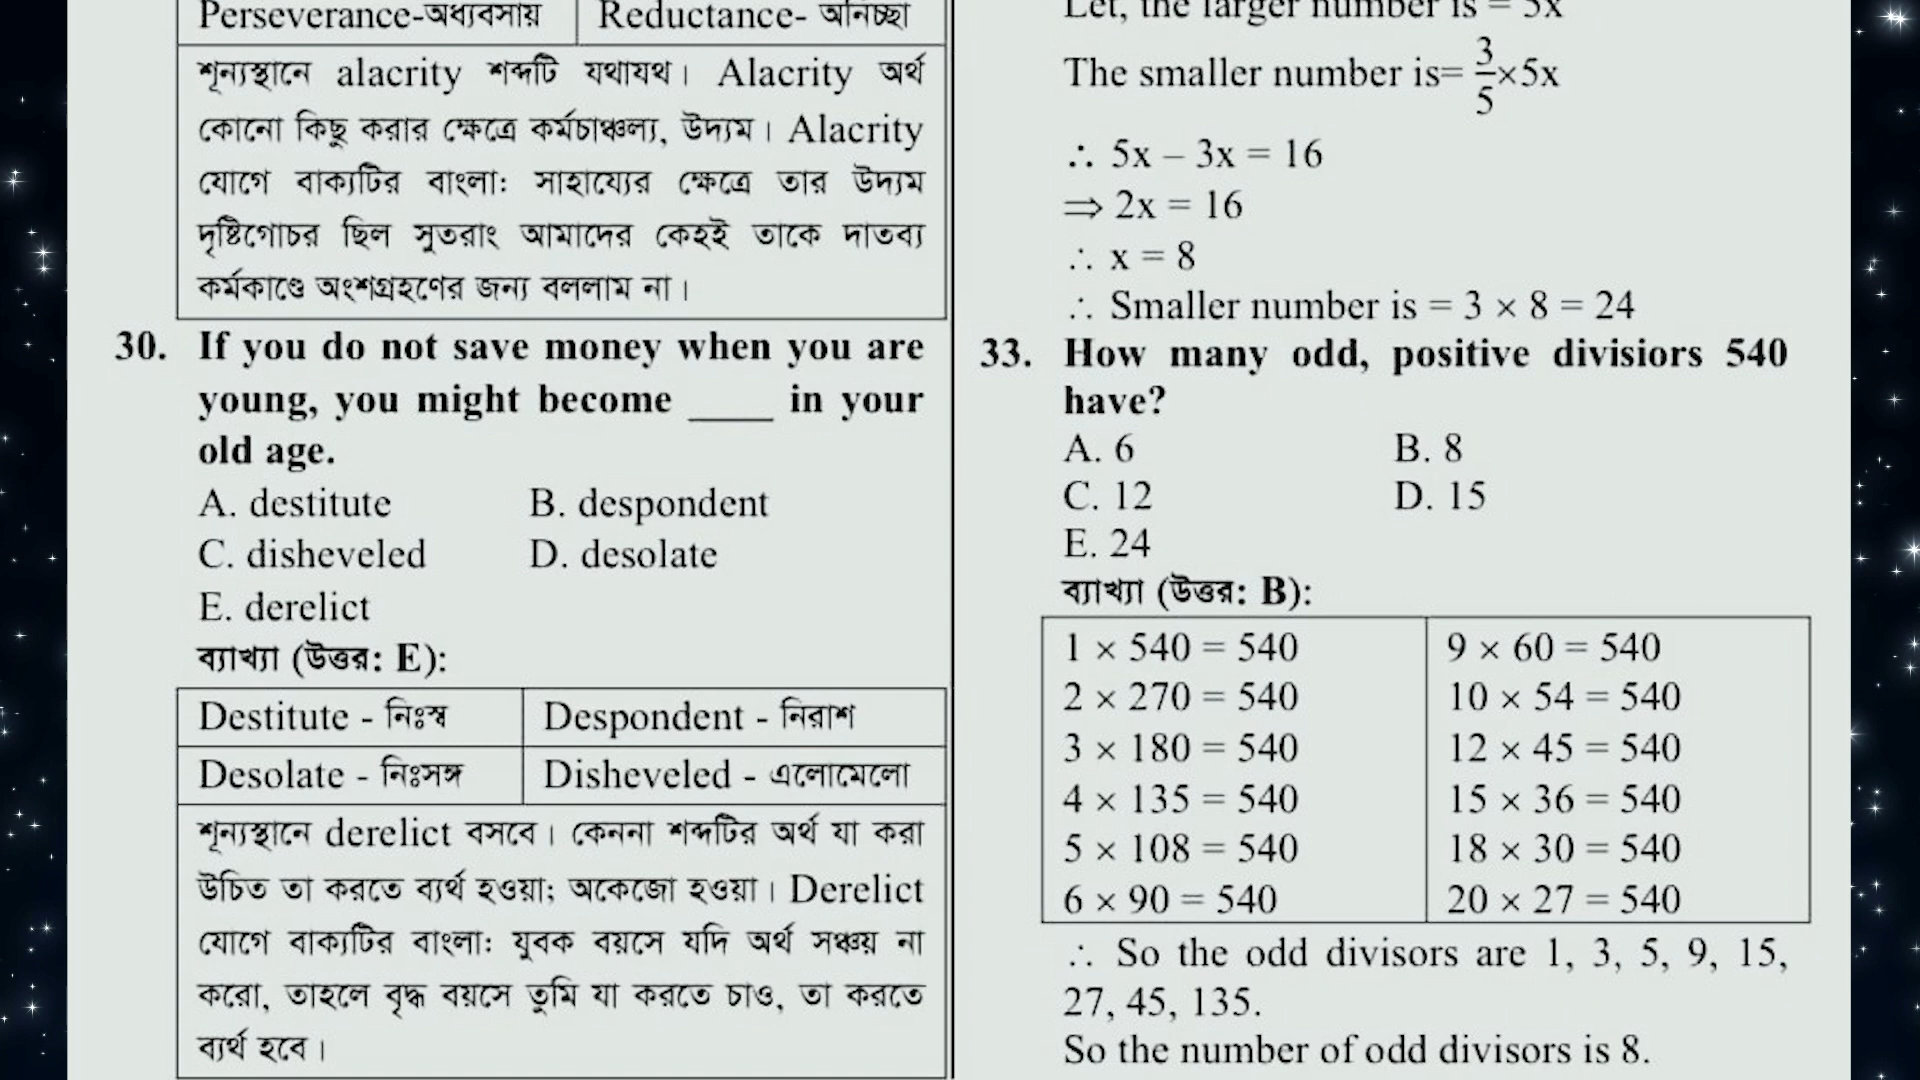 Perseverance-অধ্যবসায় Reductance- অনিচ্ছা
শূন্যস্থানে alacrity শব্দটি যথাযথ। Alacrity অর্থ
কোনো কিছু করার ক্ষেত্রে কর্মচাঞ্চল্য, উদ্যম। Alacrity
যোগে বাক্যটির বাংলাঃ সাহায্যের ক্ষেত্রে তার উদ্যম
দৃষ্টিগোচর ছিল সুতরাং আমাদের কেহই তাকে দাতব্য
কর্মকাণ্ডে অংশগ্রহণের জন্য বললাম না।
30. If you do not save money when you are
young, you might become ____ in your
old age.
A. destitute B. despondent
C. disheveled D. desolate
E. derelict
ব্যাখ্যা (উত্তর: E):
Destitute - নিঃস্ব Despondent - নিরাশ
Desolate - নিঃসঙ্গ Disheveled - এলোমেলো
শূন্যস্থানে derelict বসবে। কেননা শব্দটির অর্থ যা করা
উচিত তা করতে ব্যর্থ হওয়া; অকেজো হওয়া। Derelict
যোগে বাক্যটির বাংলাঃ যুবক বয়সে যদি অর্থ সঞ্চয় না
করো, তাহলে বৃদ্ধ বয়সে তুমি যা করতে চাও, তা করতে
ব্যর্থ হবে।
Let, the larger number is = 5x
The smaller number is= 3/5×5x
∴ 5x – 3x = 16
⇒ 2x = 16
∴ x = 8
∴ Smaller number is = 3 × 8 = 24
33. How many odd, positive divisiors 540
have?
A. 6 B. 8
C. 12 D. 15
E. 24
ব্যাখ্যা (উত্তর: B):
1 × 540 = 540 9 × 60 = 540
2 × 270 = 540 10 × 54 = 540
3 × 180 = 540 12 × 45 = 540
4 × 135 = 540 15 × 36 = 540
5 × 108 = 540 18 × 30 = 540
6 × 90 = 540 20 × 27 = 540
∴ So the odd divisors are 1, 3, 5, 9, 15,
27, 45, 135.
So the number of odd divisors is 8.